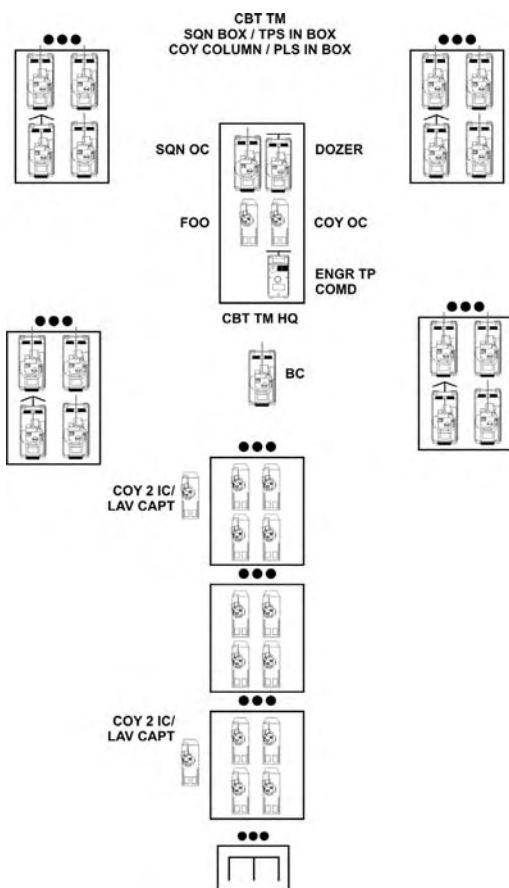 CBT TM
SQN BOX / TPS IN BOX
COY COLUMN / PLS IN BOX
SQN OC
DOZER
FOO
COY OC
ENGR TP
COMD
CBT TM HQ
BC
COY 2 IC/
LAV CAPT
COY 2 IC/
LAV CAPT